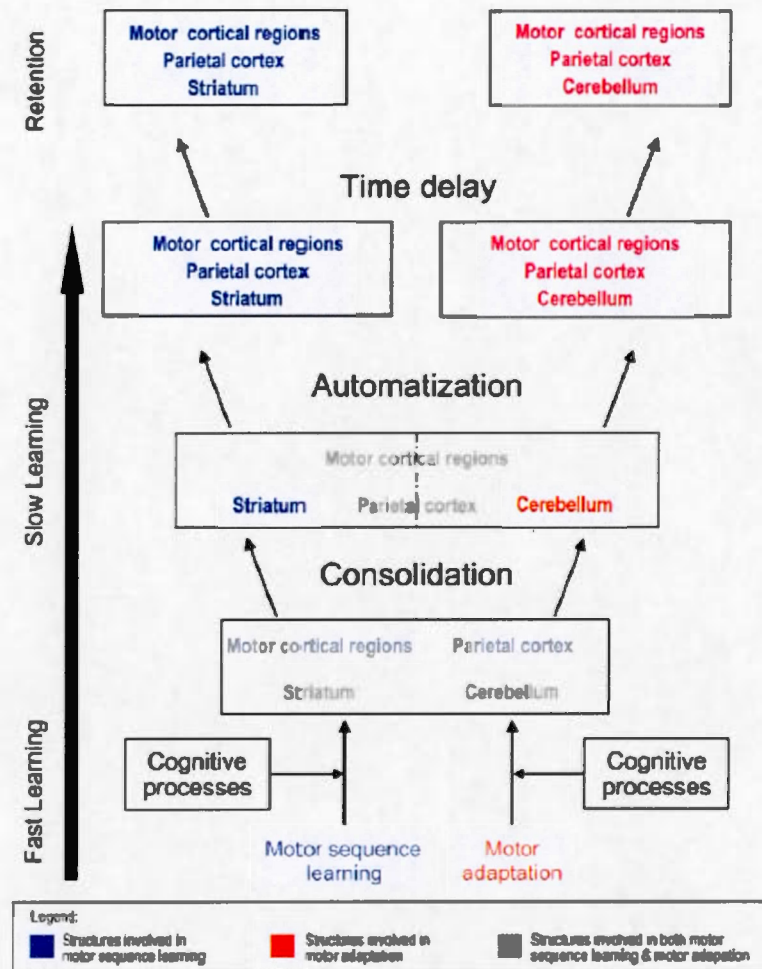 Retention
Motor cortical regions
Parietal cortex
Striatum
Motor cortical regions
Parietal cortex
Cerebellum
Time delay
Motor cortical regions
Parietal cortex
Striatum
Motor cortical regions
Parietal cortex
Cerebellum
Slow Learning
Automatization
Motor cortical regions
Striatum Parietal cortex Cerebellum
Consolidation
Motor cortical regions Parietal cortex
Striatum Cerebellum
Fast Learning
Cognitive
processes
Cognitive
processes
Motor sequence
learning
Motor
adaptation
Legend:
Structures involved in
motor sequence learning
Structures involved in
motor adaptation
Structures involved in both motor
sequence learning & motor adaptation